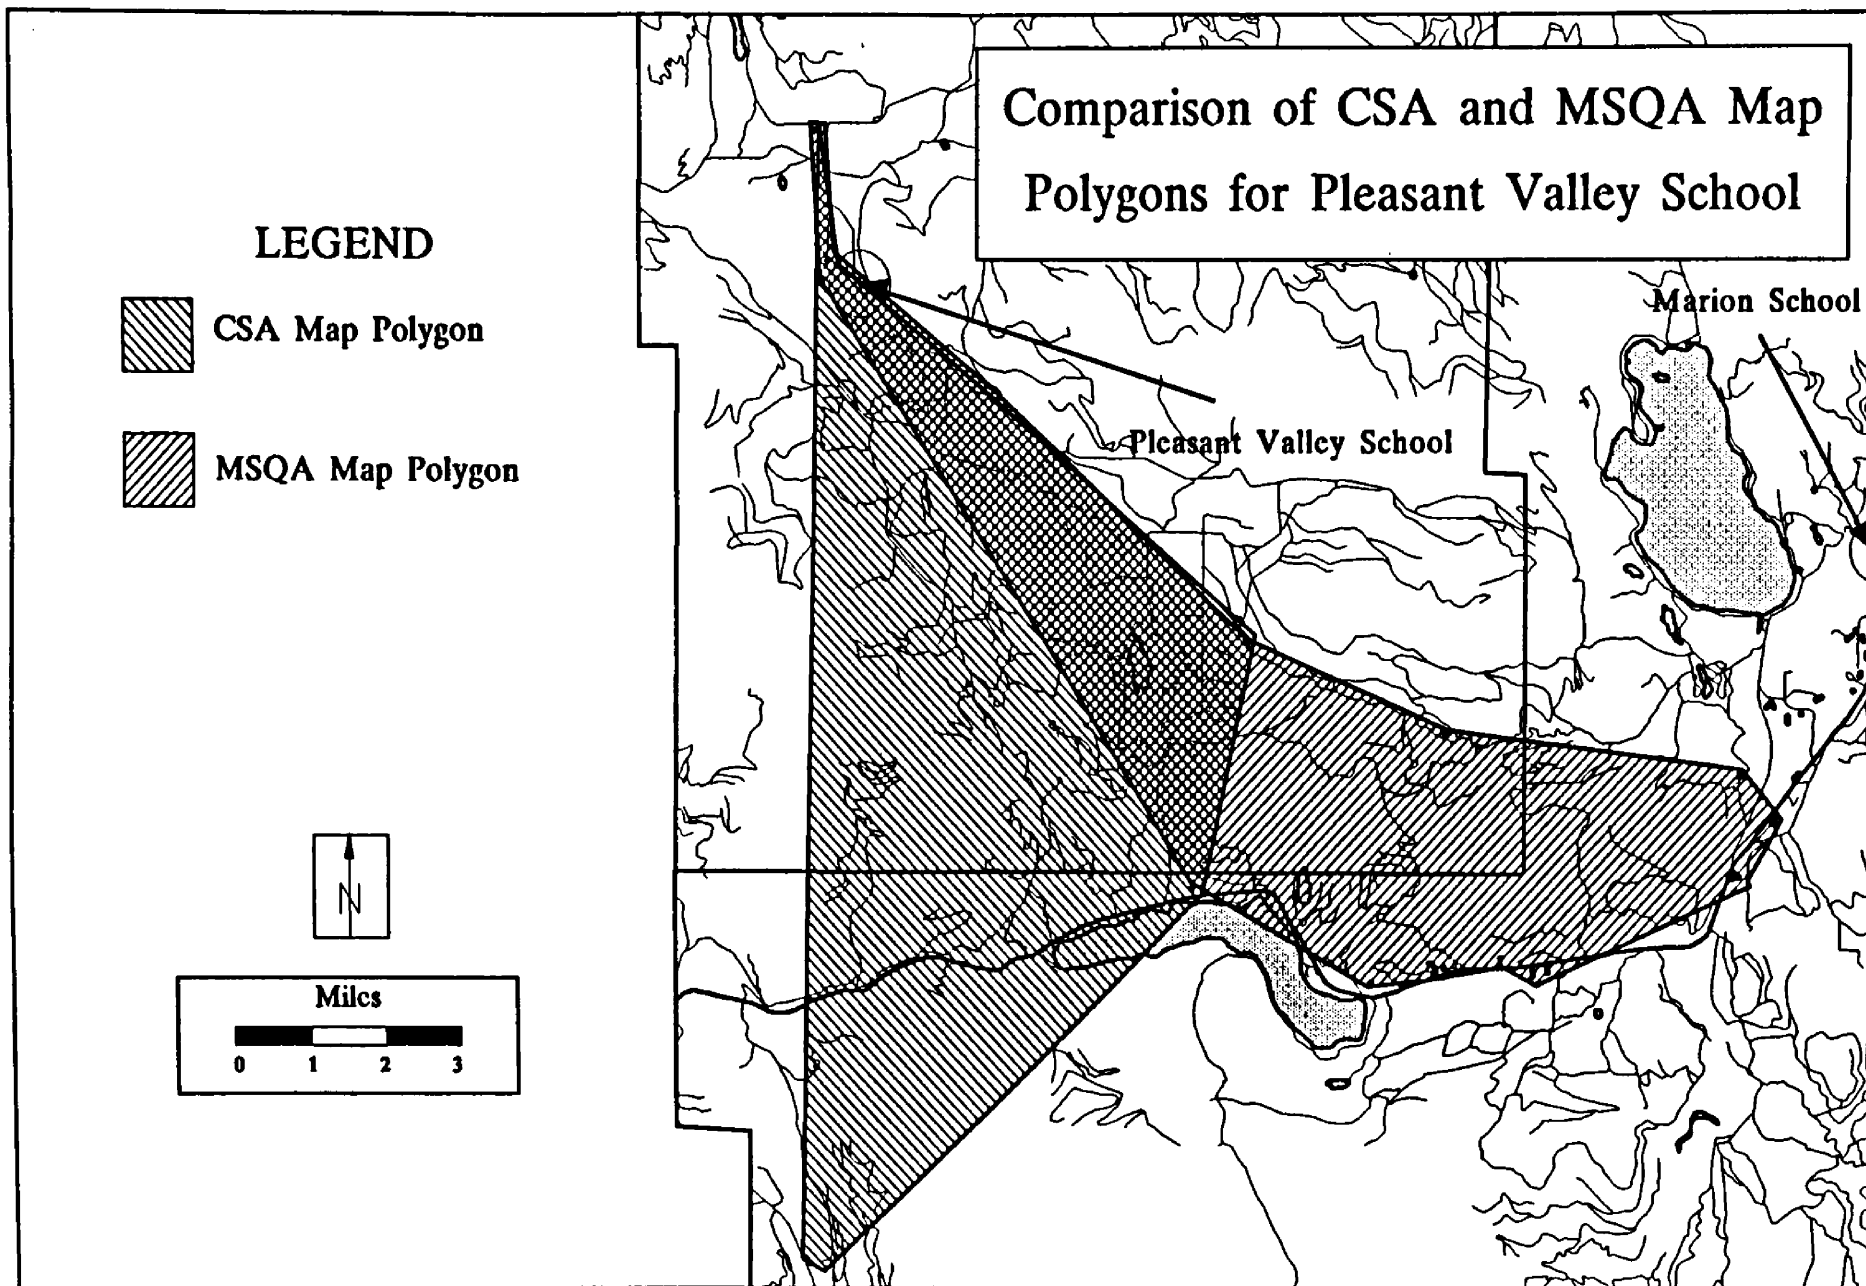 Comparison of CSA and MSQA Map
Polygons for Pleasant Valley School
LEGEND
CSA Map Polygon
MSQA Map Polygon
Marion School
Pleasant Valley School
N
Miles
0 1 2 3